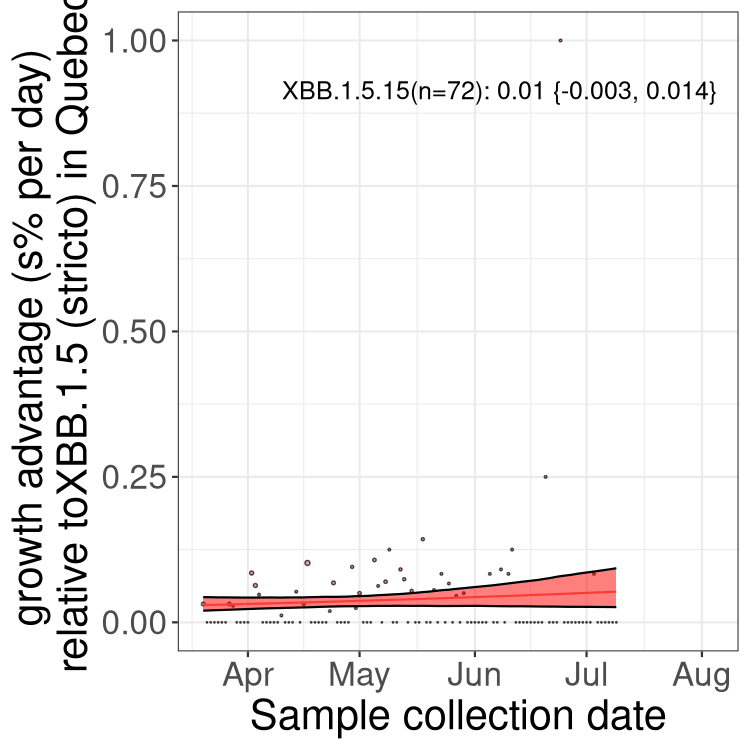 growth advantage (s% per day)
relative toXBB.1.5 (stricto) in Quebec
1.00
0.75
0.50
0.25
0.00
XBB.1.5.15(n=72): 0.01 {-0.003, 0.014}
Apr May Jun Jul Aug
Sample collection date